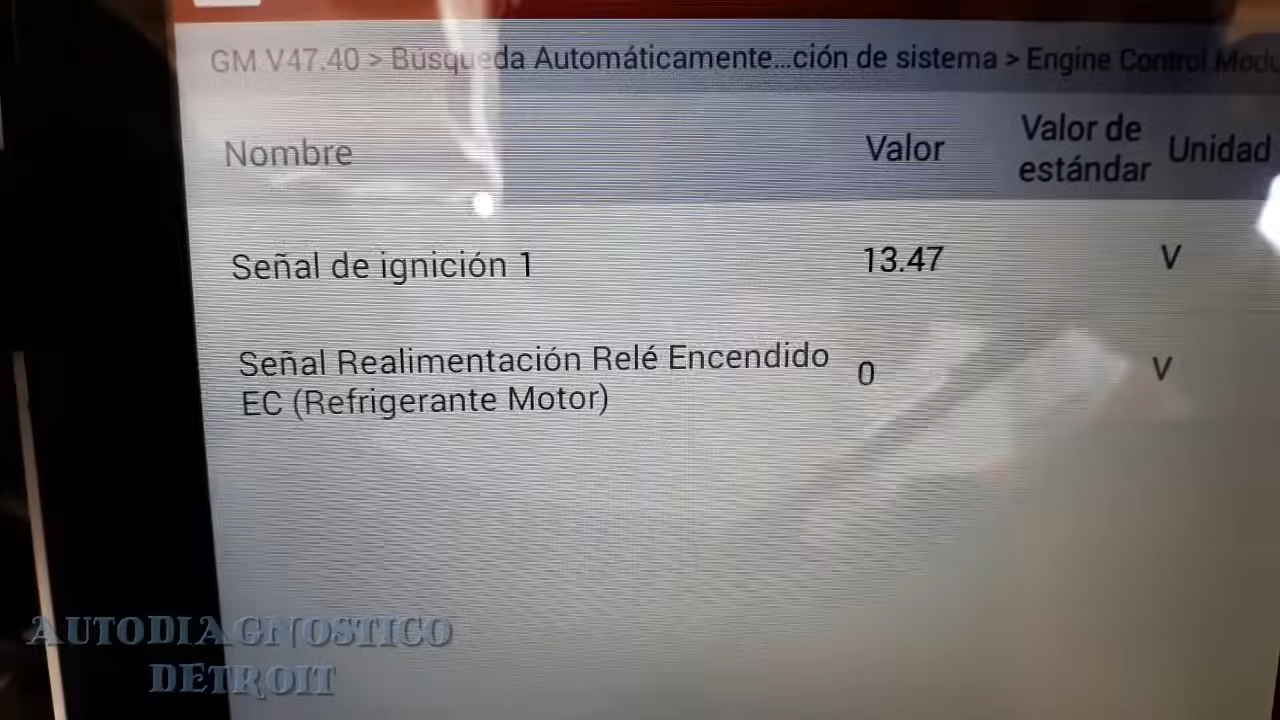 GM V47.40 > Búsqueda Automáticamente...ción de sistema > Engine Control Modu
Nombre
Valor
Valor de
estándar
Unidad
Señal de ignición 1
13.47
V
Señal Realimentación Relé Encendido
EC (Refrigerante Motor)
0
V
AUTODIAGNOSTICO
DETROIT